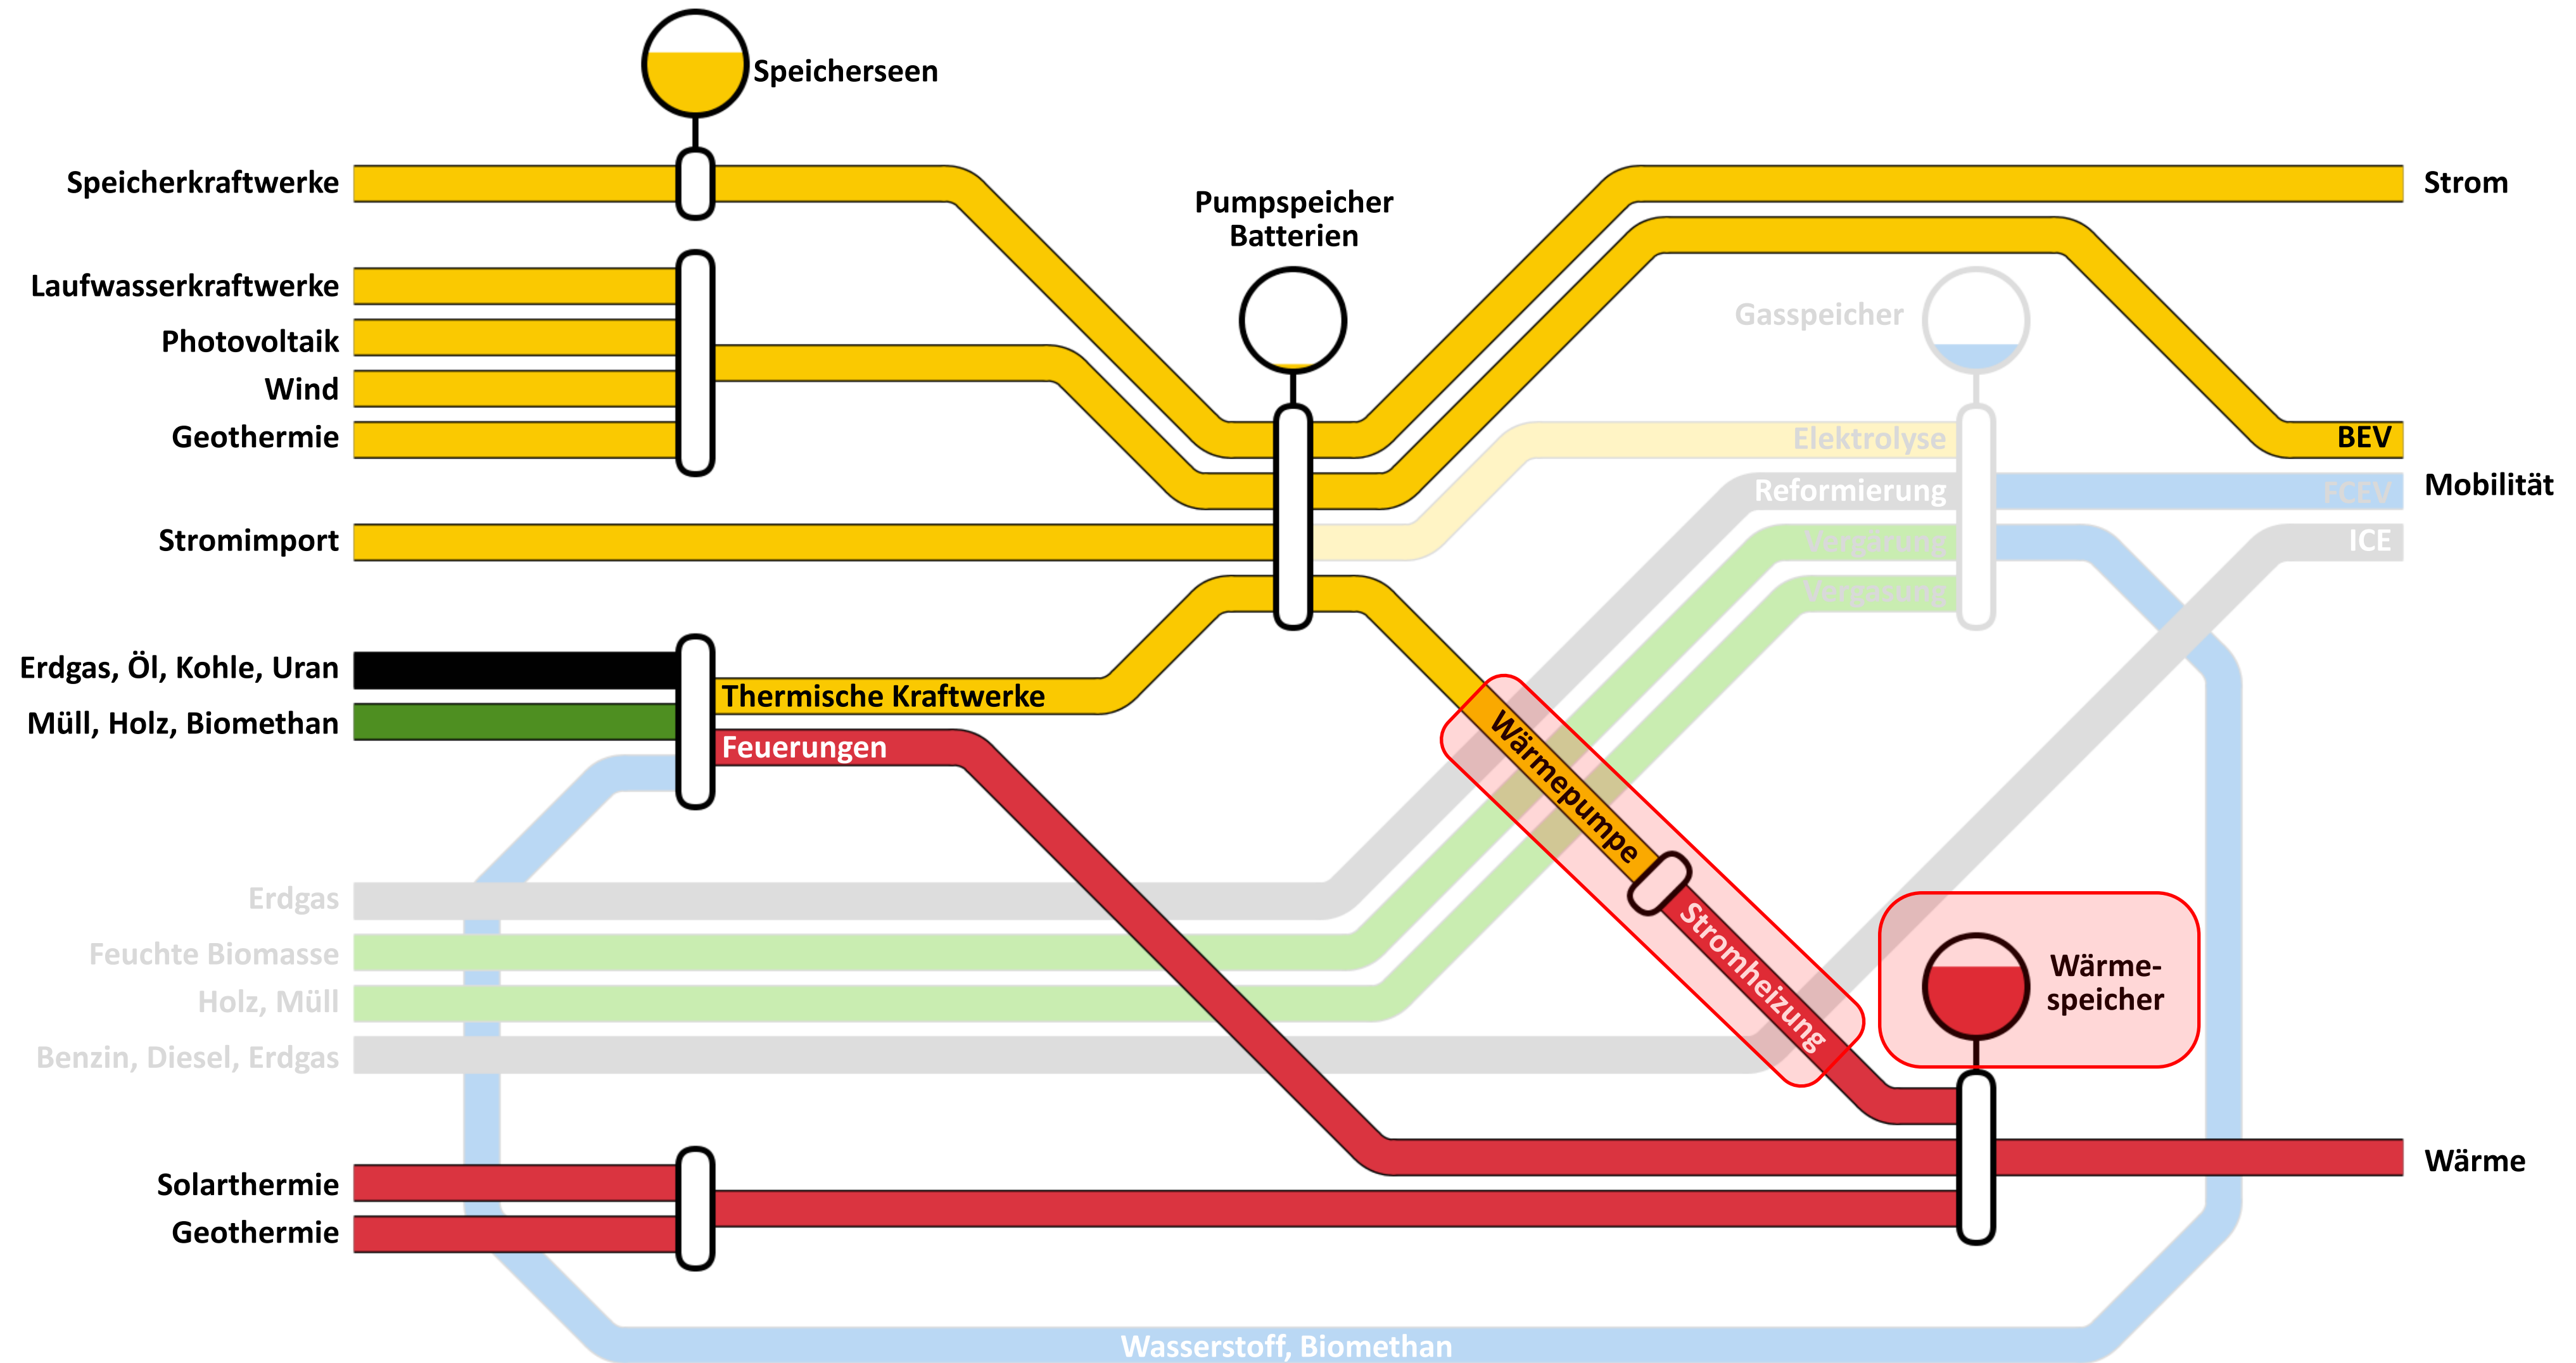 Speicherseen
Speicherkraftwerke
Strom
Pumpspeicher
Batterien
Laufwasserkraftwerke
Photovoltaik
Wind
Geothermie
Gasspeicher
Elektrolyse
BEV
Reformierung
FCEV
Mobilität
Stromimport
Vergärung
ICE
Vergasung
Erdgas, Öl, Kohle, Uran
Thermische Kraftwerke
Müll, Holz, Biomethan
Feuerungen
Wärmepumpe
Stromheizung
Erdgas
Feuchte Biomasse
Holz, Müll
Benzin, Diesel, Erdgas
Wärme-
speicher
Solarthermie
Geothermie
Wärme
Wasserstoff, Biomethan